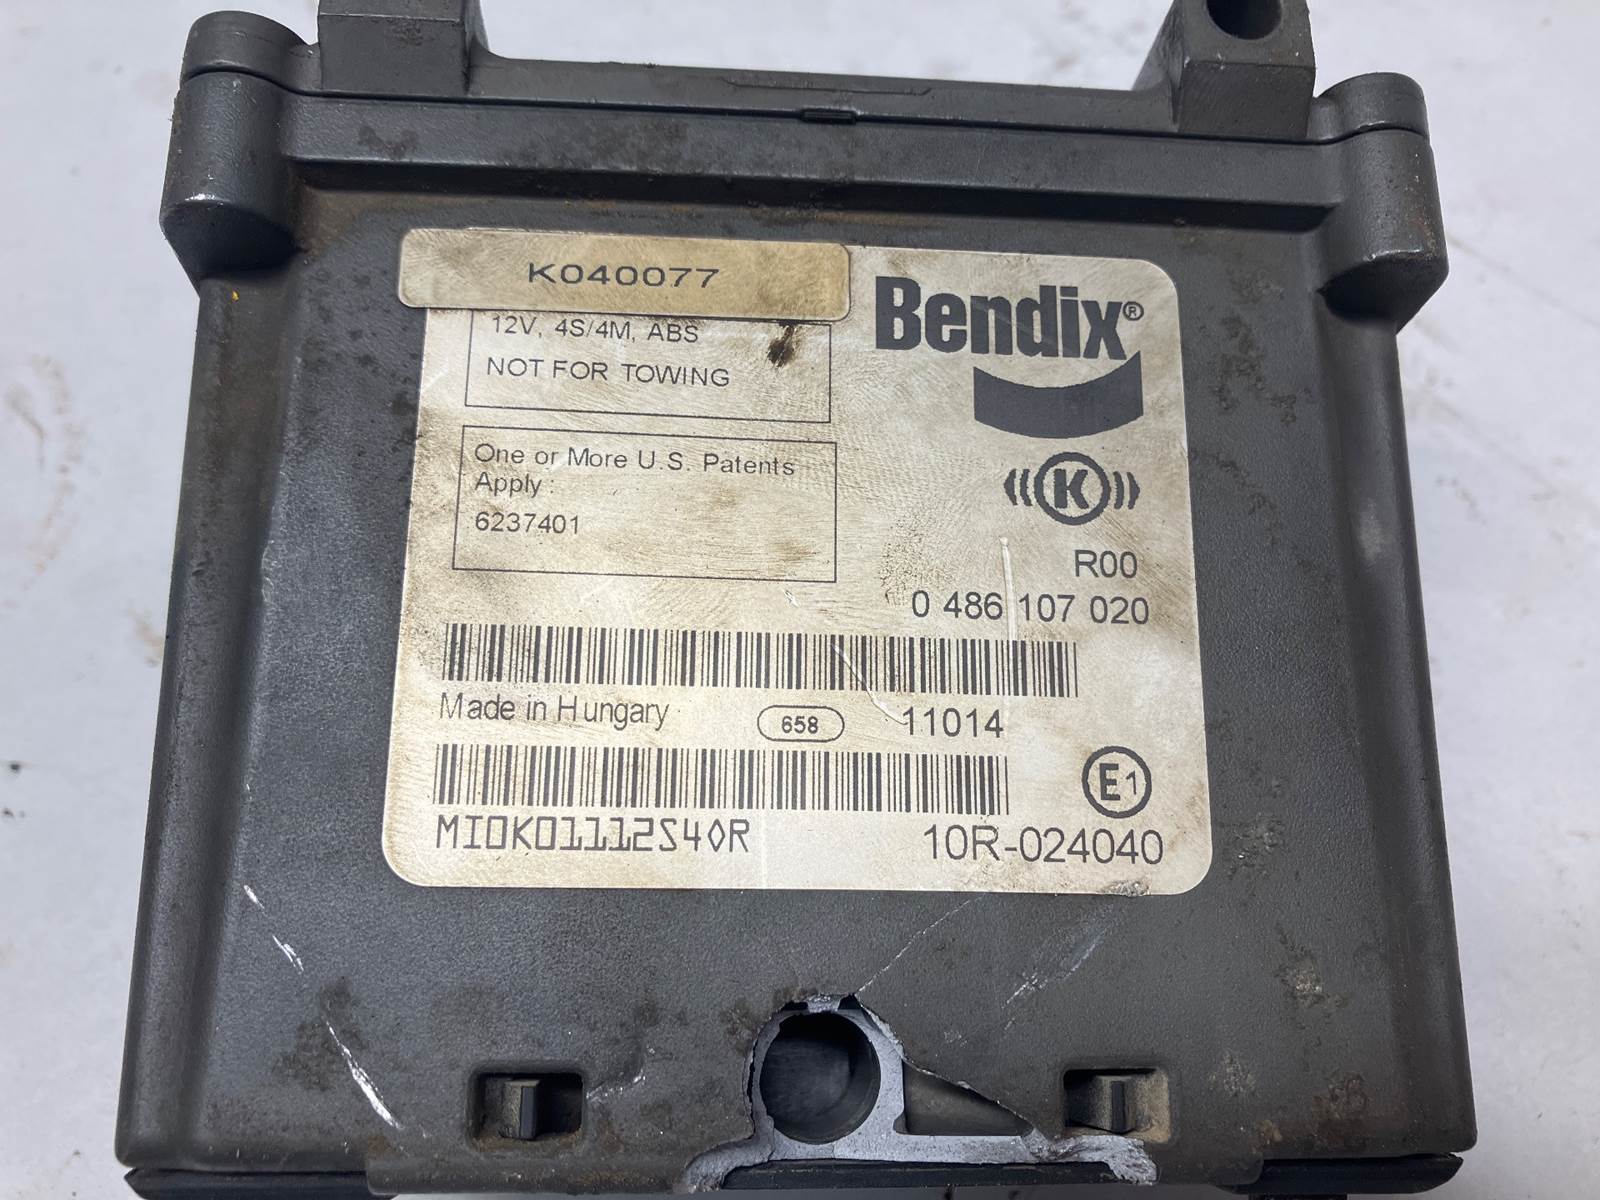 K040077
12V, 4S/4M, ABS
NOT FOR TOWING
Bendix®
One or More U.S. Patents
Apply:
6237401
K
R00
0 486 107 020
Made in Hungary
658
11014
E1
MI0K01112S40R
10R-024040